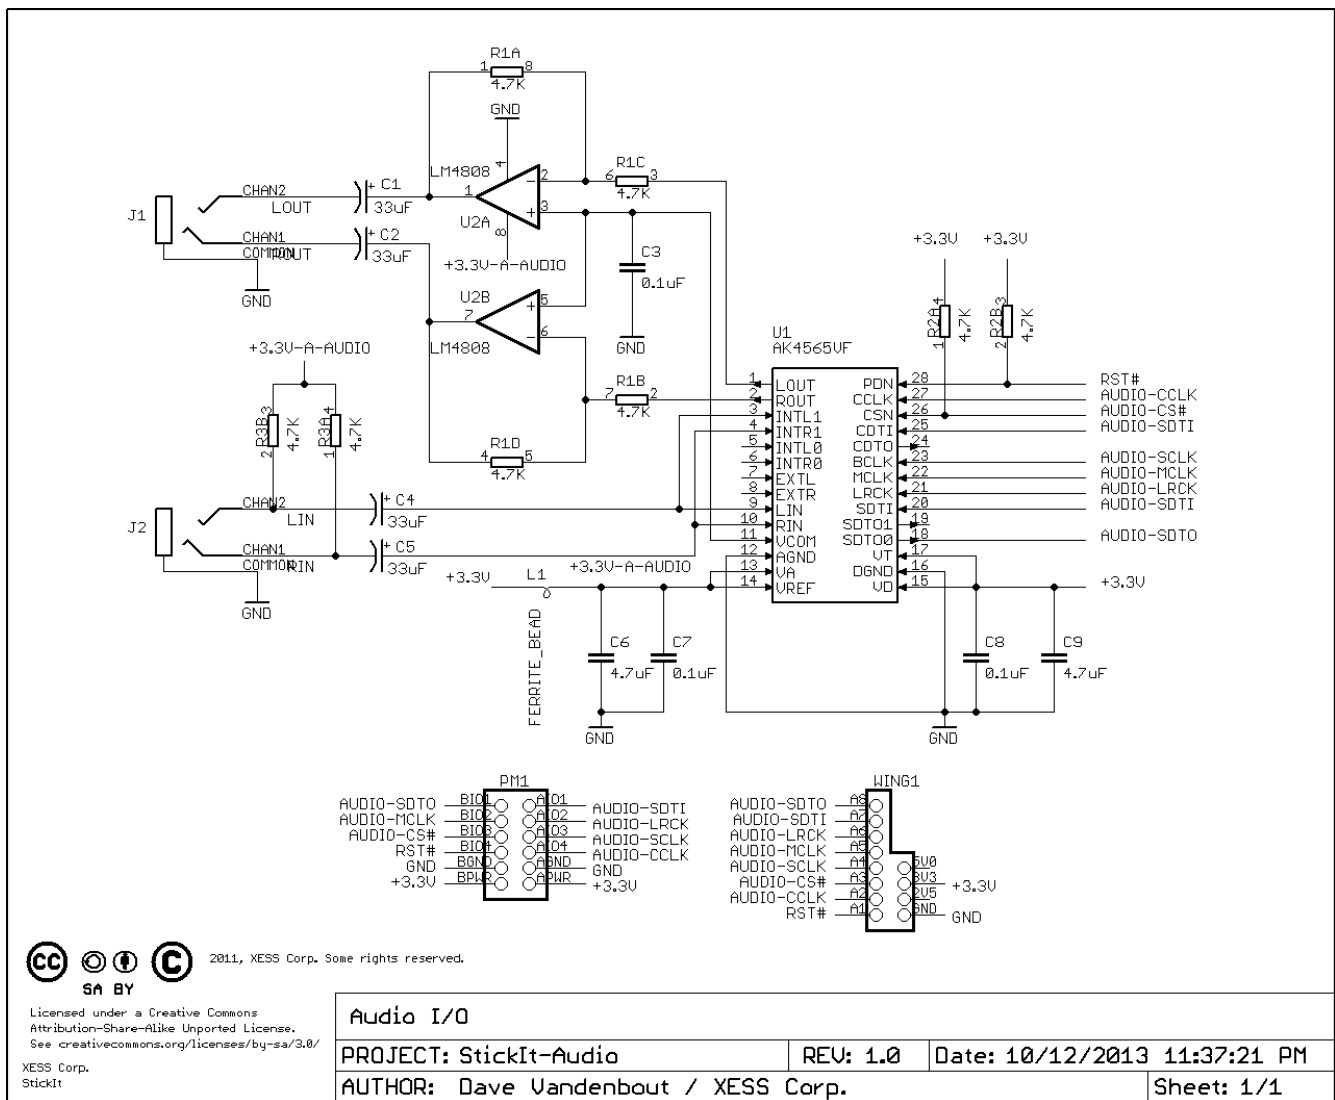 R1A
1 8
4.7K
GND
4
LM4808
R1C
2
6 3
4.7K
CHAN2
LOUT
+ C1
33uF
1
-
+
3
U2A
8
J1
CHAN1
COMMON
ROUT
+ C2
33uF
+3.3V-A-AUDIO
C3
0.1uF
+3.3V +3.3V
GND
U2B
7
+
5
-
6
LM4808
GND
R2A 4
1
4.7K
R2B 3
2
4.7K
+3.3V-A-AUDIO
U1
AK4565VF
R3B 3
2
4.7K
R3A 4
1
4.7K
R1B
7 2
4.7K
R1D
4 5
4.7K
1 LOUT PDN 28 RST#
2 ROUT CCLK 27 AUDIO-CCLK
3 INTL1 CSN 26 AUDIO-CS#
4 INTR1 CDTI 25 AUDIO-SDTI
5 INTL0 CDTO 24
6 INTR0 BCLK 23 AUDIO-SCLK
7 EXTL MCLK 22 AUDIO-MCLK
8 EXTR LRCK 21 AUDIO-LRCK
9 LIN SDTI 20 AUDIO-SDTI
10 RIN SDTO1 19
11 VCOM SDTO0 18 AUDIO-SDTO
12 AGND VT 17
13 VA DGND 16
14 VREF VD 15 +3.3V
J2
CHAN2
LIN
+ C4
33uF
CHAN1
COMMON
RIN
+ C5
33uF
GND
+3.3V
L1
+3.3V-A-AUDIO
FERRITE_BEAD
C6
4.7uF
C7
0.1uF
C8
0.1uF
C9
4.7uF
GND
GND
PM1
AUDIO-SDTO BIO1 AIO1 AUDIO-SDTI
AUDIO-MCLK BIO2 AIO2 AUDIO-LRCK
AUDIO-CS# BIO3 AIO3 AUDIO-SCLK
RST# BIO4 AIO4 AUDIO-CCLK
GND BGND AGND GND
+3.3V BPWR APWR +3.3V
WING1
AUDIO-SDTO A8
AUDIO-SDTI A7
AUDIO-LRCK A6
AUDIO-MCLK A5
AUDIO-SCLK A4 5V0
AUDIO-CS# A3 3V3 +3.3V
AUDIO-CCLK A2 2V5
RST# A1 GND GND
CC
SA BY
C
2011, XESS Corp. Some rights reserved.
Licensed under a Creative Commons
Attribution-Share-Alike Unported License.
See creativecommons.org/licenses/by-sa/3.0/
XESS Corp.
StickIt
Audio I/O
PROJECT: StickIt-Audio
REV: 1.0
Date: 10/12/2013 11:37:21 PM
AUTHOR: Dave Vandenbout / XESS Corp.
Sheet: 1/1